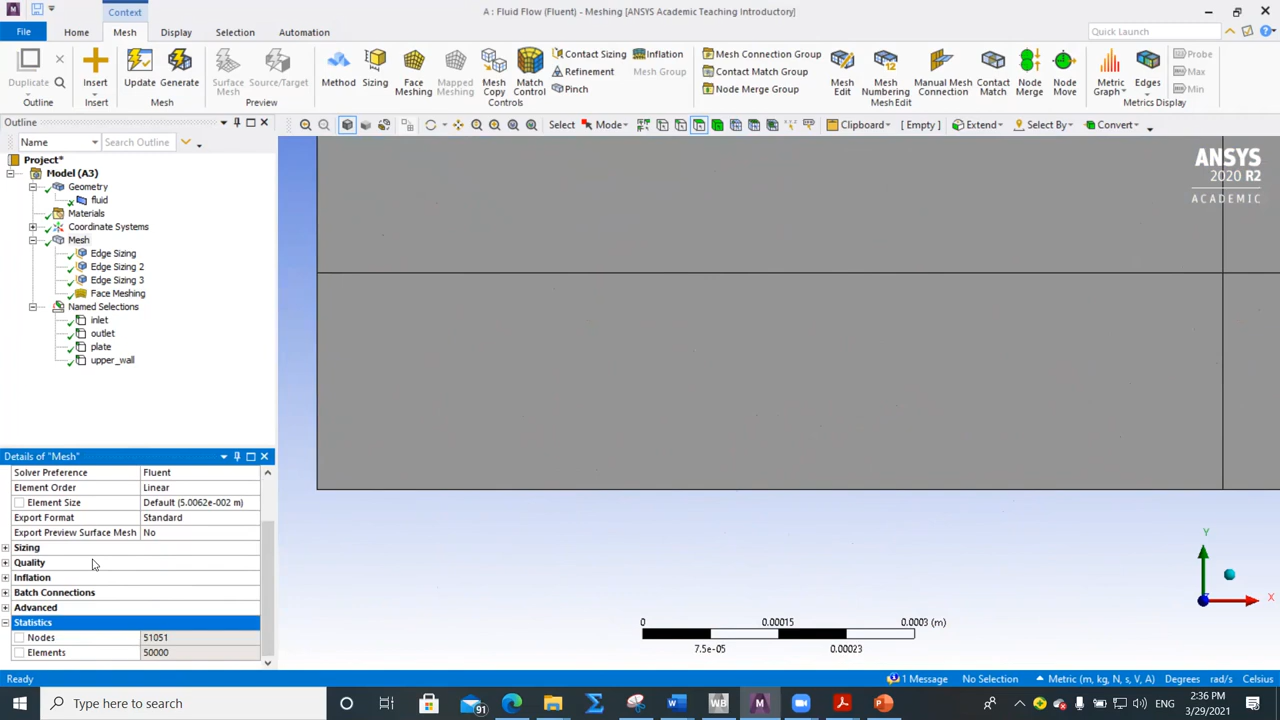 Context
A : Fluid Flow (Fluent) - Meshing [ANSYS Academic Teaching Introductory]
File
Home
Mesh
Display
Selection
Automation
Quick Launch
Duplicate
Outline
Insert
Insert
Update
Generate
Mesh
Surface Mesh
Source/Target
Preview
Method
Sizing
Face Meshing
Mapped Meshing
Mesh Copy
Match Control
Contact Sizing
Refinement
Pinch
Inflation
Mesh Group
Controls
Mesh Connection Group
Contact Match Group
Node Merge Group
Mesh Edit
Mesh Numbering
Manual Mesh Connection
Contact Match
Node Merge
Node Move
Mesh Edit
Metric Graph
Edges
Probe
Max
Min
Metrics Display
Outline
Select
Mode
Clipboard
[ Empty ]
Extend
Select By
Convert
Name
Search Outline
Project*
Model (A3)
Geometry
fluid
Materials
Coordinate Systems
Mesh
Edge Sizing
Edge Sizing 2
Edge Sizing 3
Face Meshing
Named Selections
inlet
outlet
plate
upper_wall
ANSYS
2020 R2
ACADEMIC
Details of "Mesh"
Solver Preference Fluent
Element Order Linear
Element Size Default (5.0062e-002 m)
Export Format Standard
Export Preview Surface Mesh No
Sizing
Quality
Inflation
Batch Connections
Advanced
Statistics
Nodes 51051
Elements 50000
Y
X
0 0.00015 0.0003 (m)
7.5e-05 0.00023
Ready
1 Message
No Selection
Metric (m, kg, N, s, V, A)
Degrees
rad/s
Celsius
Type here to search
91
WB
M
ENG
2:36 PM
3/29/2021